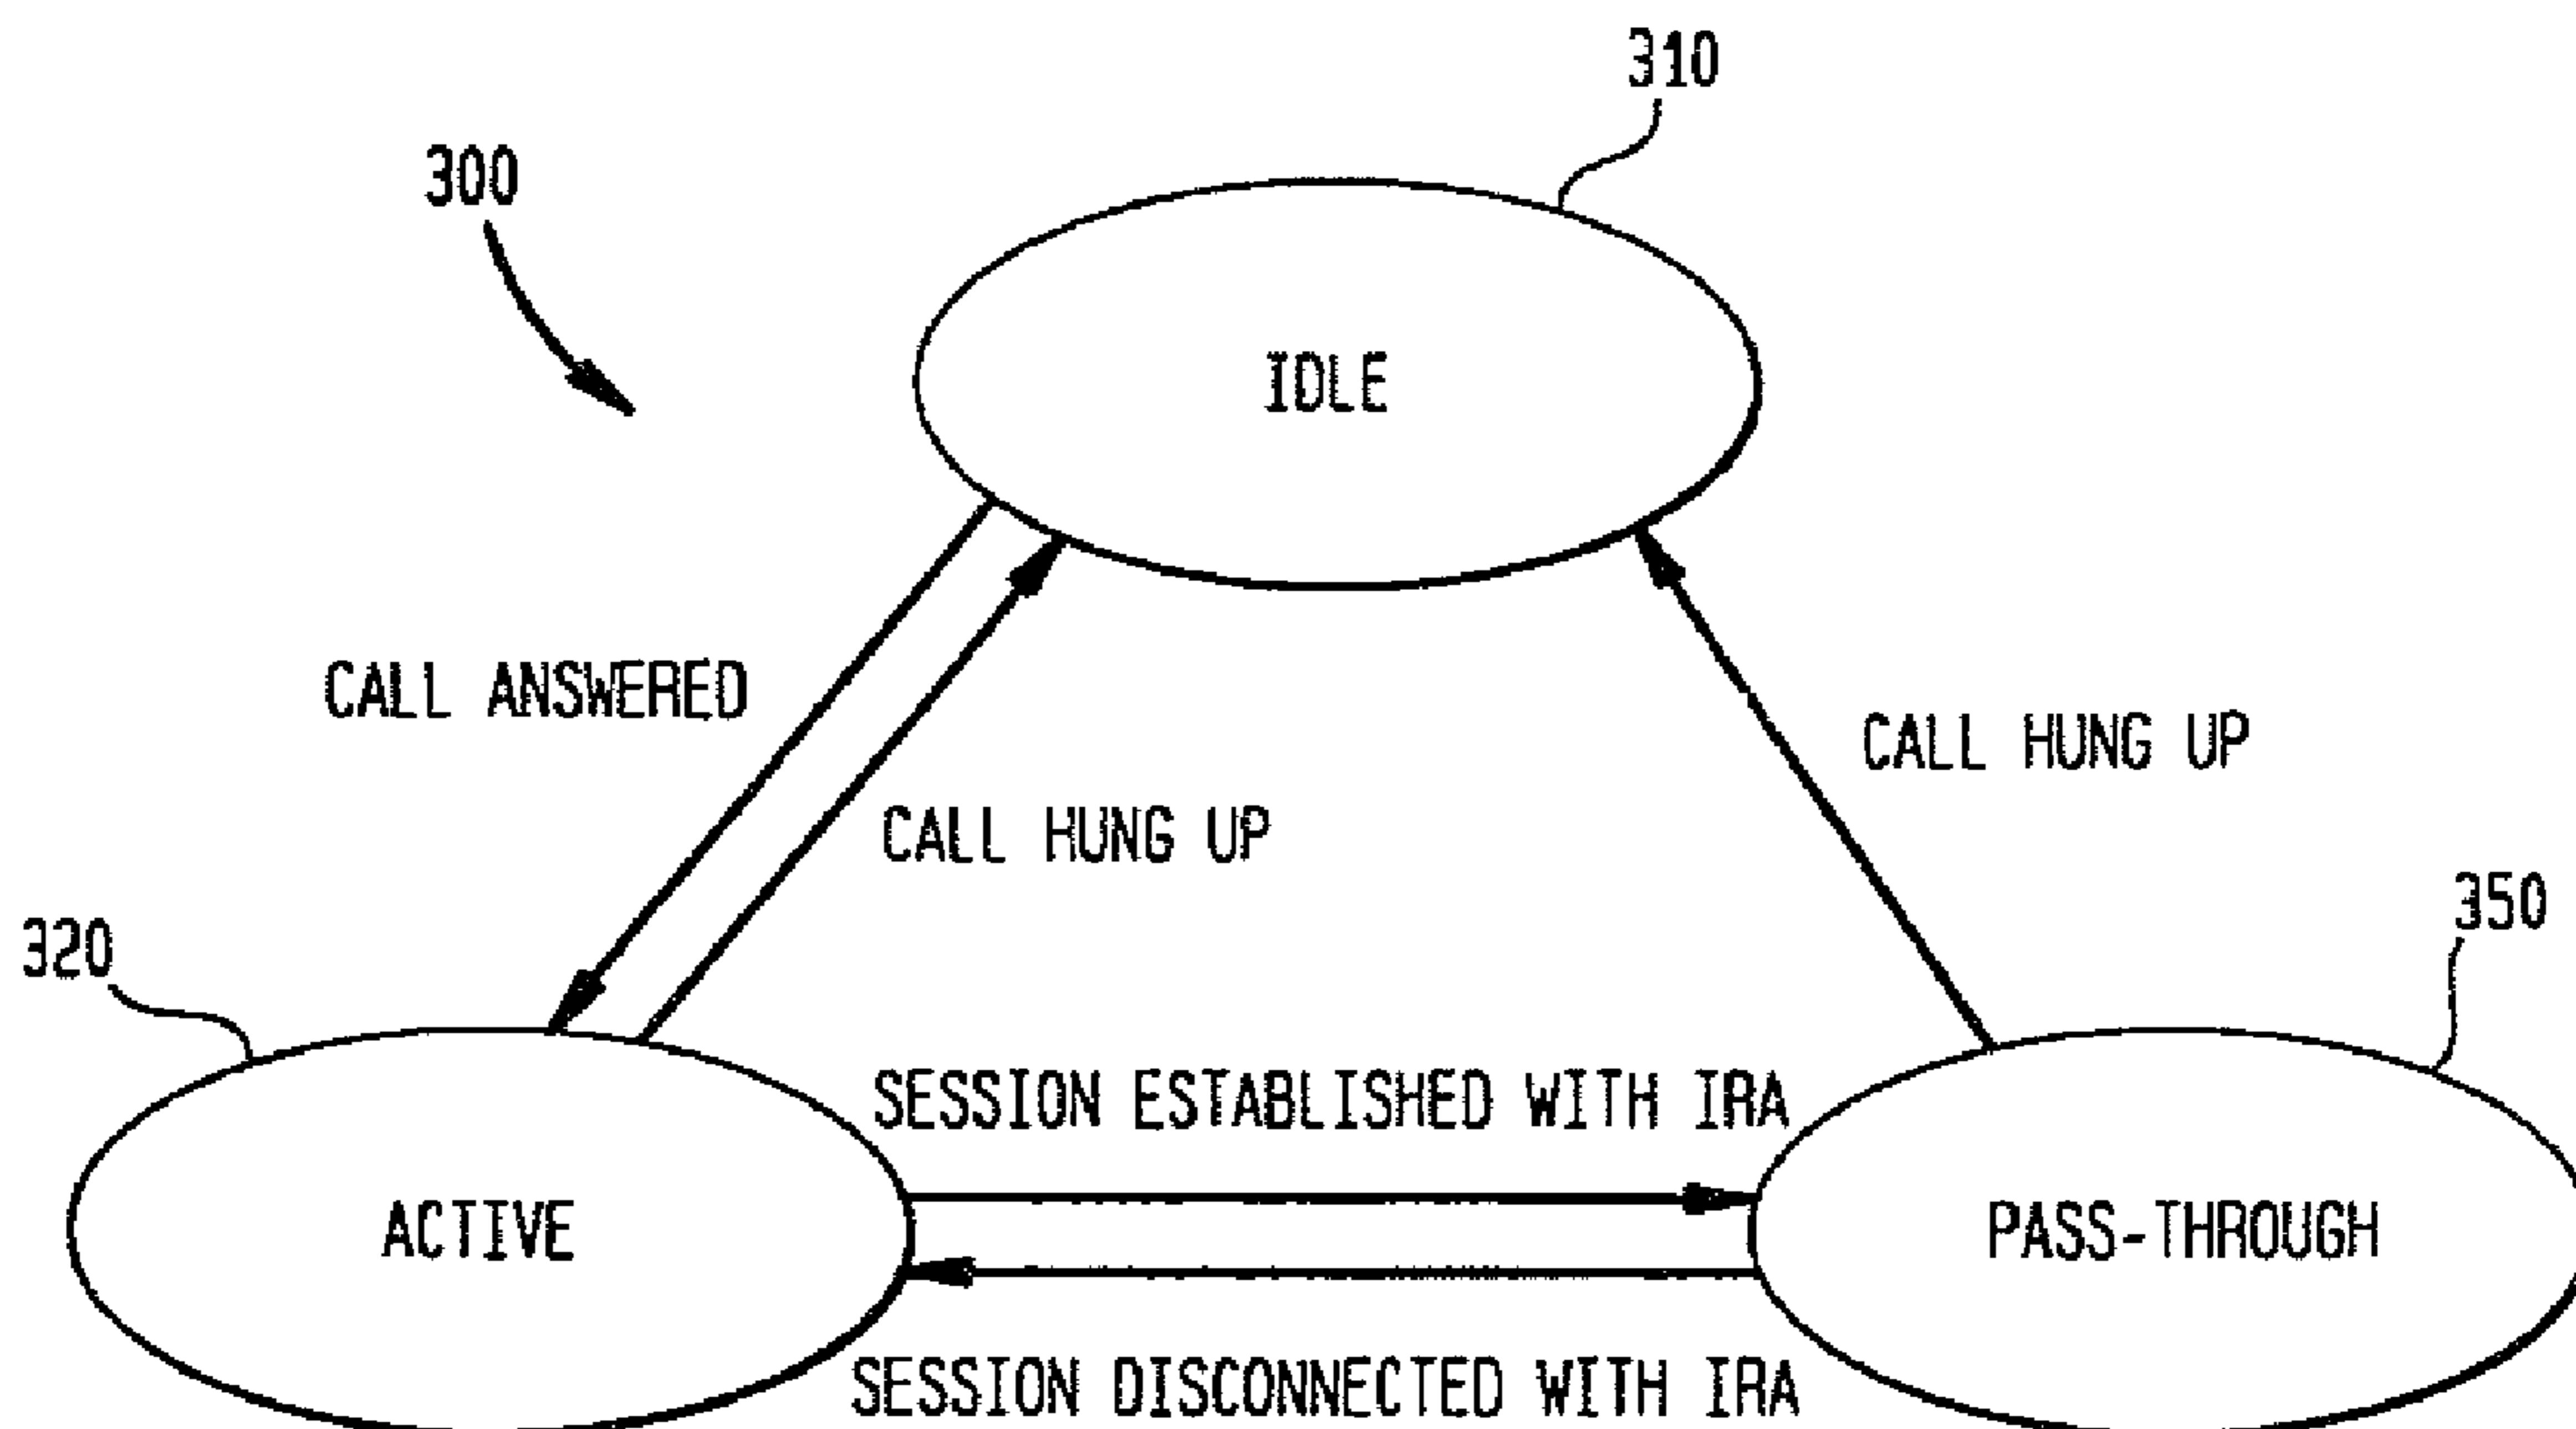 310
300
IDLE
CALL ANSWERED
CALL HUNG UP
CALL HUNG UP
350
320
SESSION ESTABLISHED WITH IRA
ACTIVE
PASS-THROUGH
SESSION DISCONNECTED WITH IRA